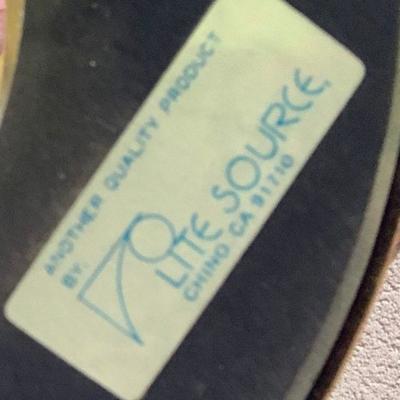 ANOTHER QUALITY PRODUCT
BY:
LITE SOURCE
CHINO CA 91710